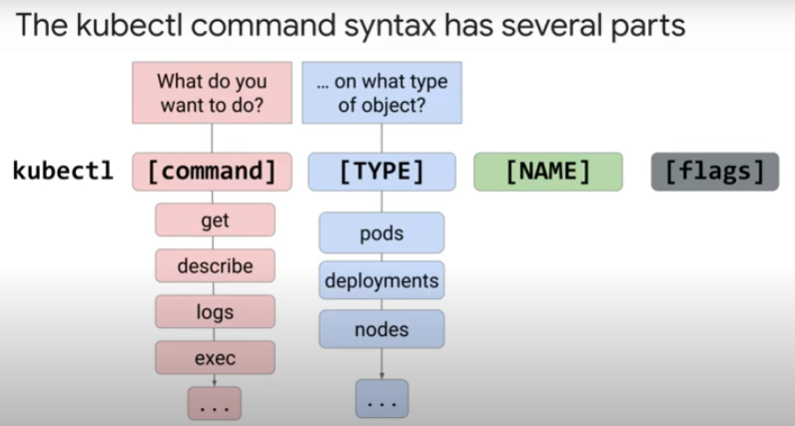 The kubectl command syntax has several parts
What do you
want to do?
... on what type
of object?
kubectl [command] [TYPE] [NAME] [flags]
get
describe
logs
exec
...
pods
deployments
nodes
...